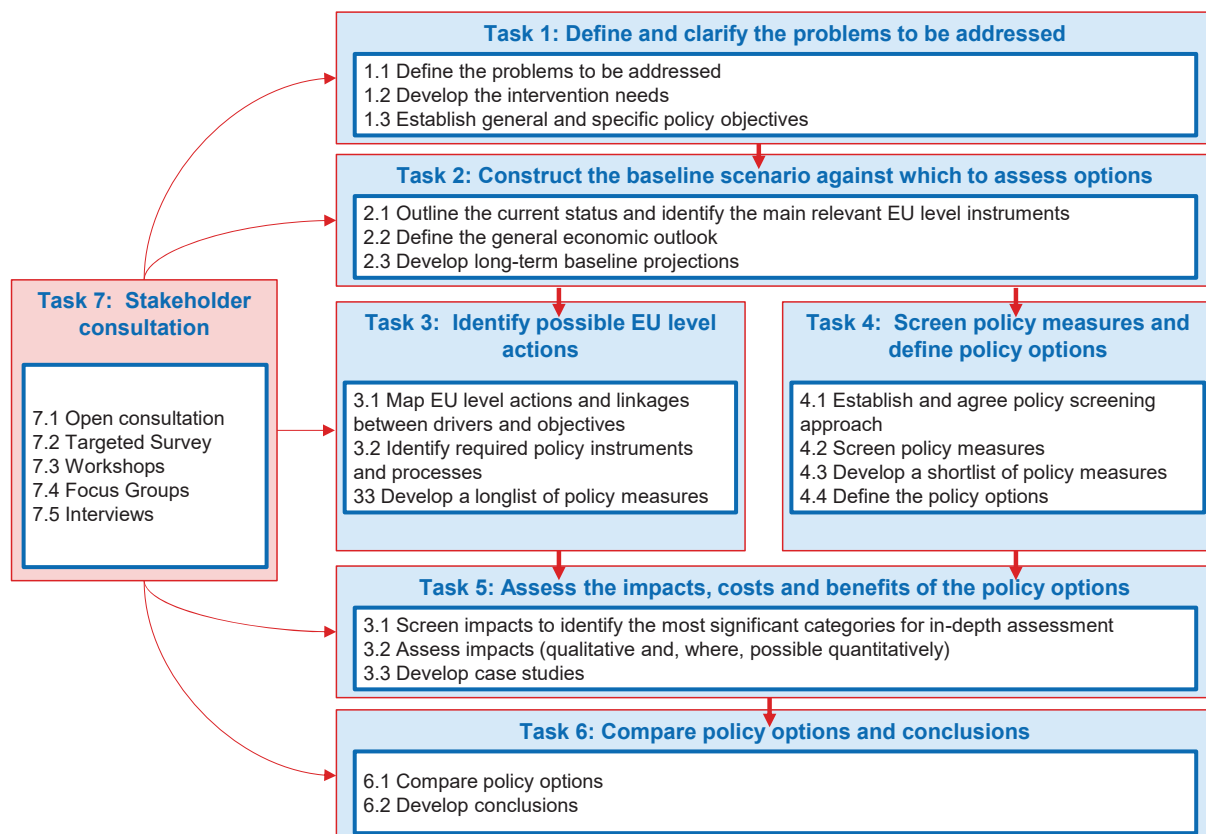 Task 1: Define and clarify the problems to be addressed
1.1 Define the problems to be addressed
1.2 Develop the intervention needs
1.3 Establish general and specific policy objectives
Task 2: Construct the baseline scenario against which to assess options
2.1 Outline the current status and identify the main relevant EU level instruments
2.2 Define the general economic outlook
2.3 Develop long-term baseline projections
Task 7: Stakeholder
consultation
7.1 Open consultation
7.2 Targeted Survey
7.3 Workshops
7.4 Focus Groups
7.5 Interviews
Task 3: Identify possible EU level
actions
3.1 Map EU level actions and linkages
between drivers and objectives
3.2 Identify required policy instruments
and processes
33 Develop a longlist of policy measures
Task 4: Screen policy measures and
define policy options
4.1 Establish and agree policy screening
approach
4.2 Screen policy measures
4.3 Develop a shortlist of policy measures
4.4 Define the policy options
Task 5: Assess the impacts, costs and benefits of the policy options
3.1 Screen impacts to identify the most significant categories for in-depth assessment
3.2 Assess impacts (qualitative and, where, possible quantitatively)
3.3 Develop case studies
Task 6: Compare policy options and conclusions
6.1 Compare policy options
6.2 Develop conclusions